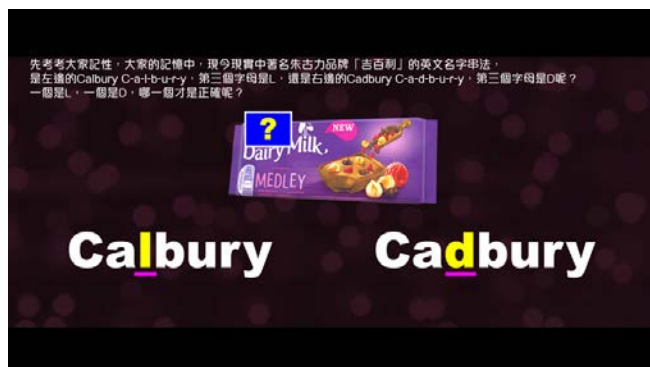 先考考大家記性，大家的記憶中，現今現實中著名朱古力品牌「吉百利」的英文名字串法，
是左邊的Calbury C-a-l-b-u-r-y，第三個字母是L，還是右邊的Cadbury C-a-d-b-u-r-y，第三個字母是D呢？
一個是L，一個是D，哪一個才是正確呢？
?
NEW
Dairy Milk
MEDLEY
Calbury Cadbury